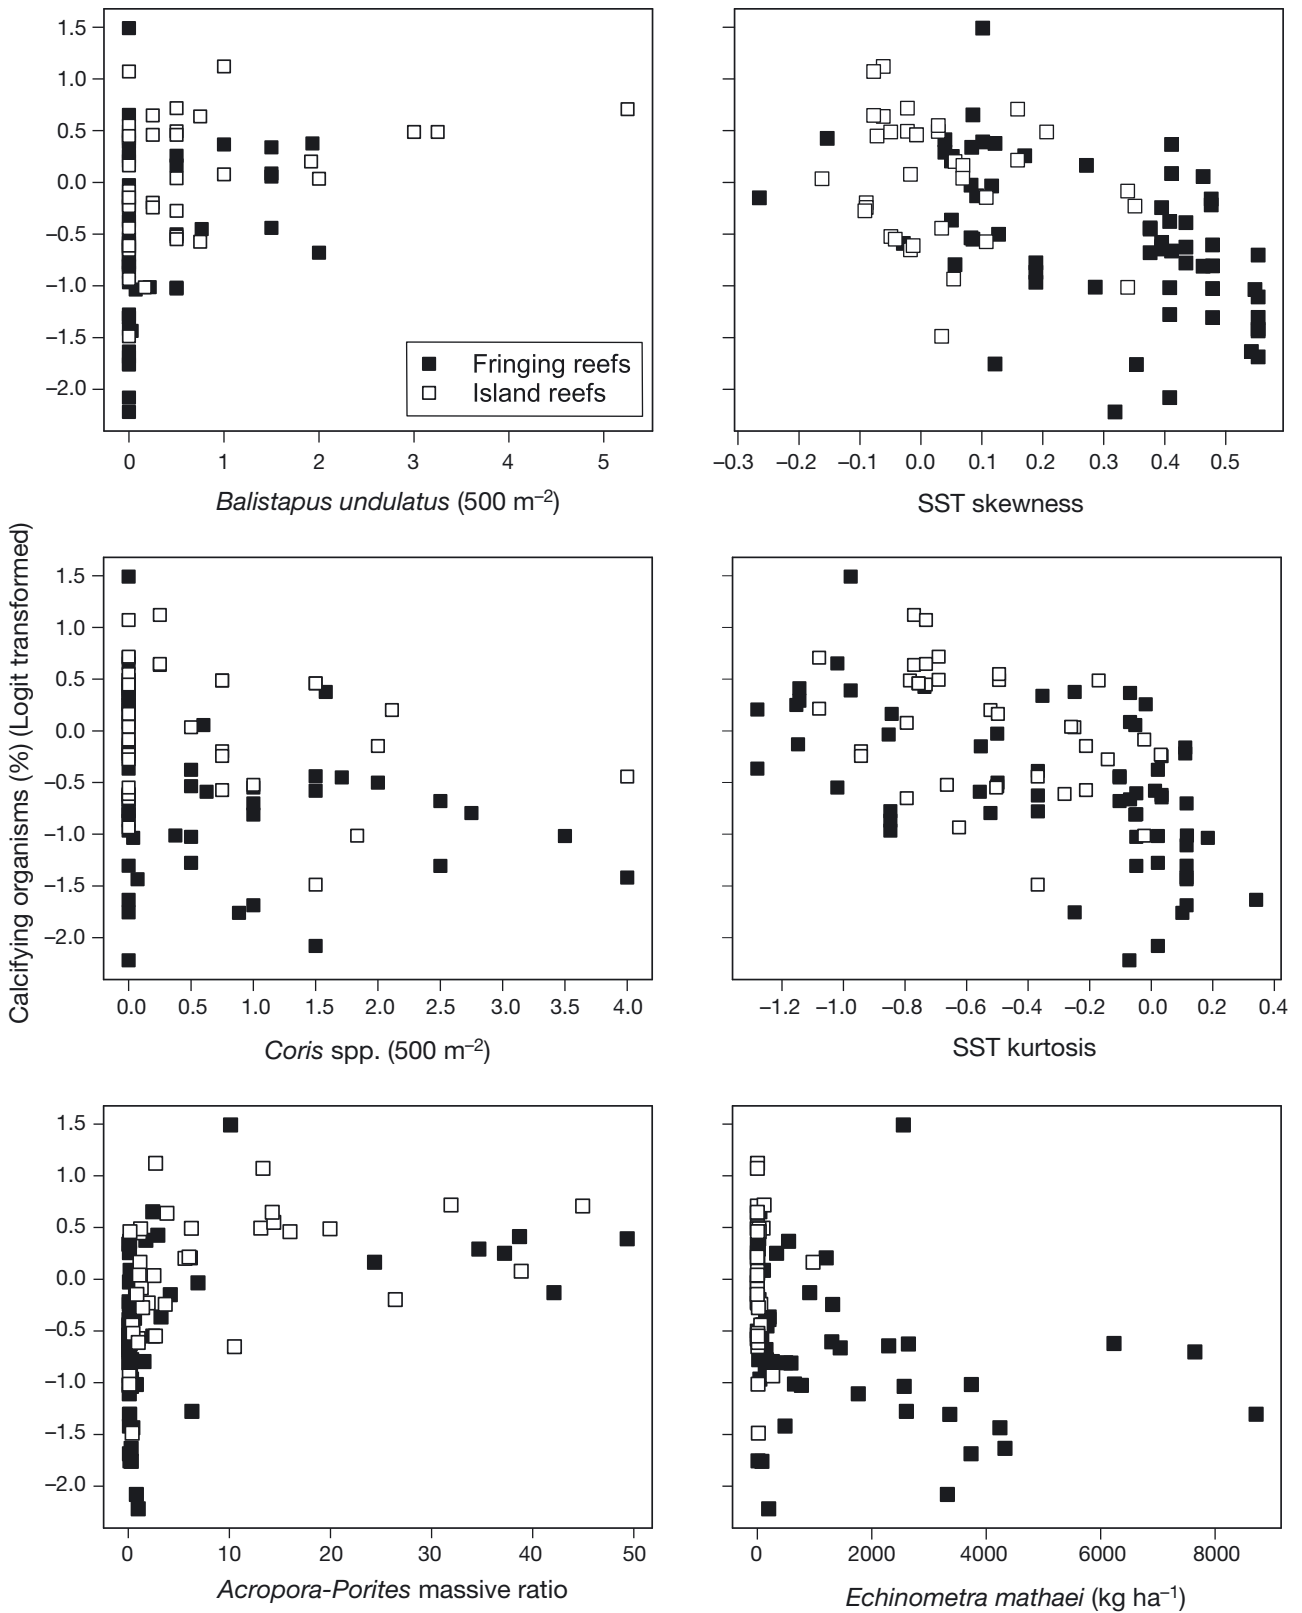 1.5
1.0
0.5
0.0
−0.5
−1.0
−1.5
−2.0
Fringing reefs
Island reefs
0 1 2 3 4 5
−0.3 −0.2 −0.1 0.0 0.1 0.2 0.3 0.4 0.5
Balistapus undulatus (500 m−2)
SST skewness
Calcifying organisms (%) (Logit transformed)
1.5
1.0
0.5
0.0
−0.5
−1.0
−1.5
−2.0
0.0 0.5 1.0 1.5 2.0 2.5 3.0 3.5 4.0
−1.2 −1.0 −0.8 −0.6 −0.4 −0.2 0.0 0.2 0.4
Coris spp. (500 m−2)
SST kurtosis
1.5
1.0
0.5
0.0
−0.5
−1.0
−1.5
−2.0
0 10 20 30 40 50
0 2000 4000 6000 8000
Acropora-Porites massive ratio
Echinometra mathaei (kg ha−1)